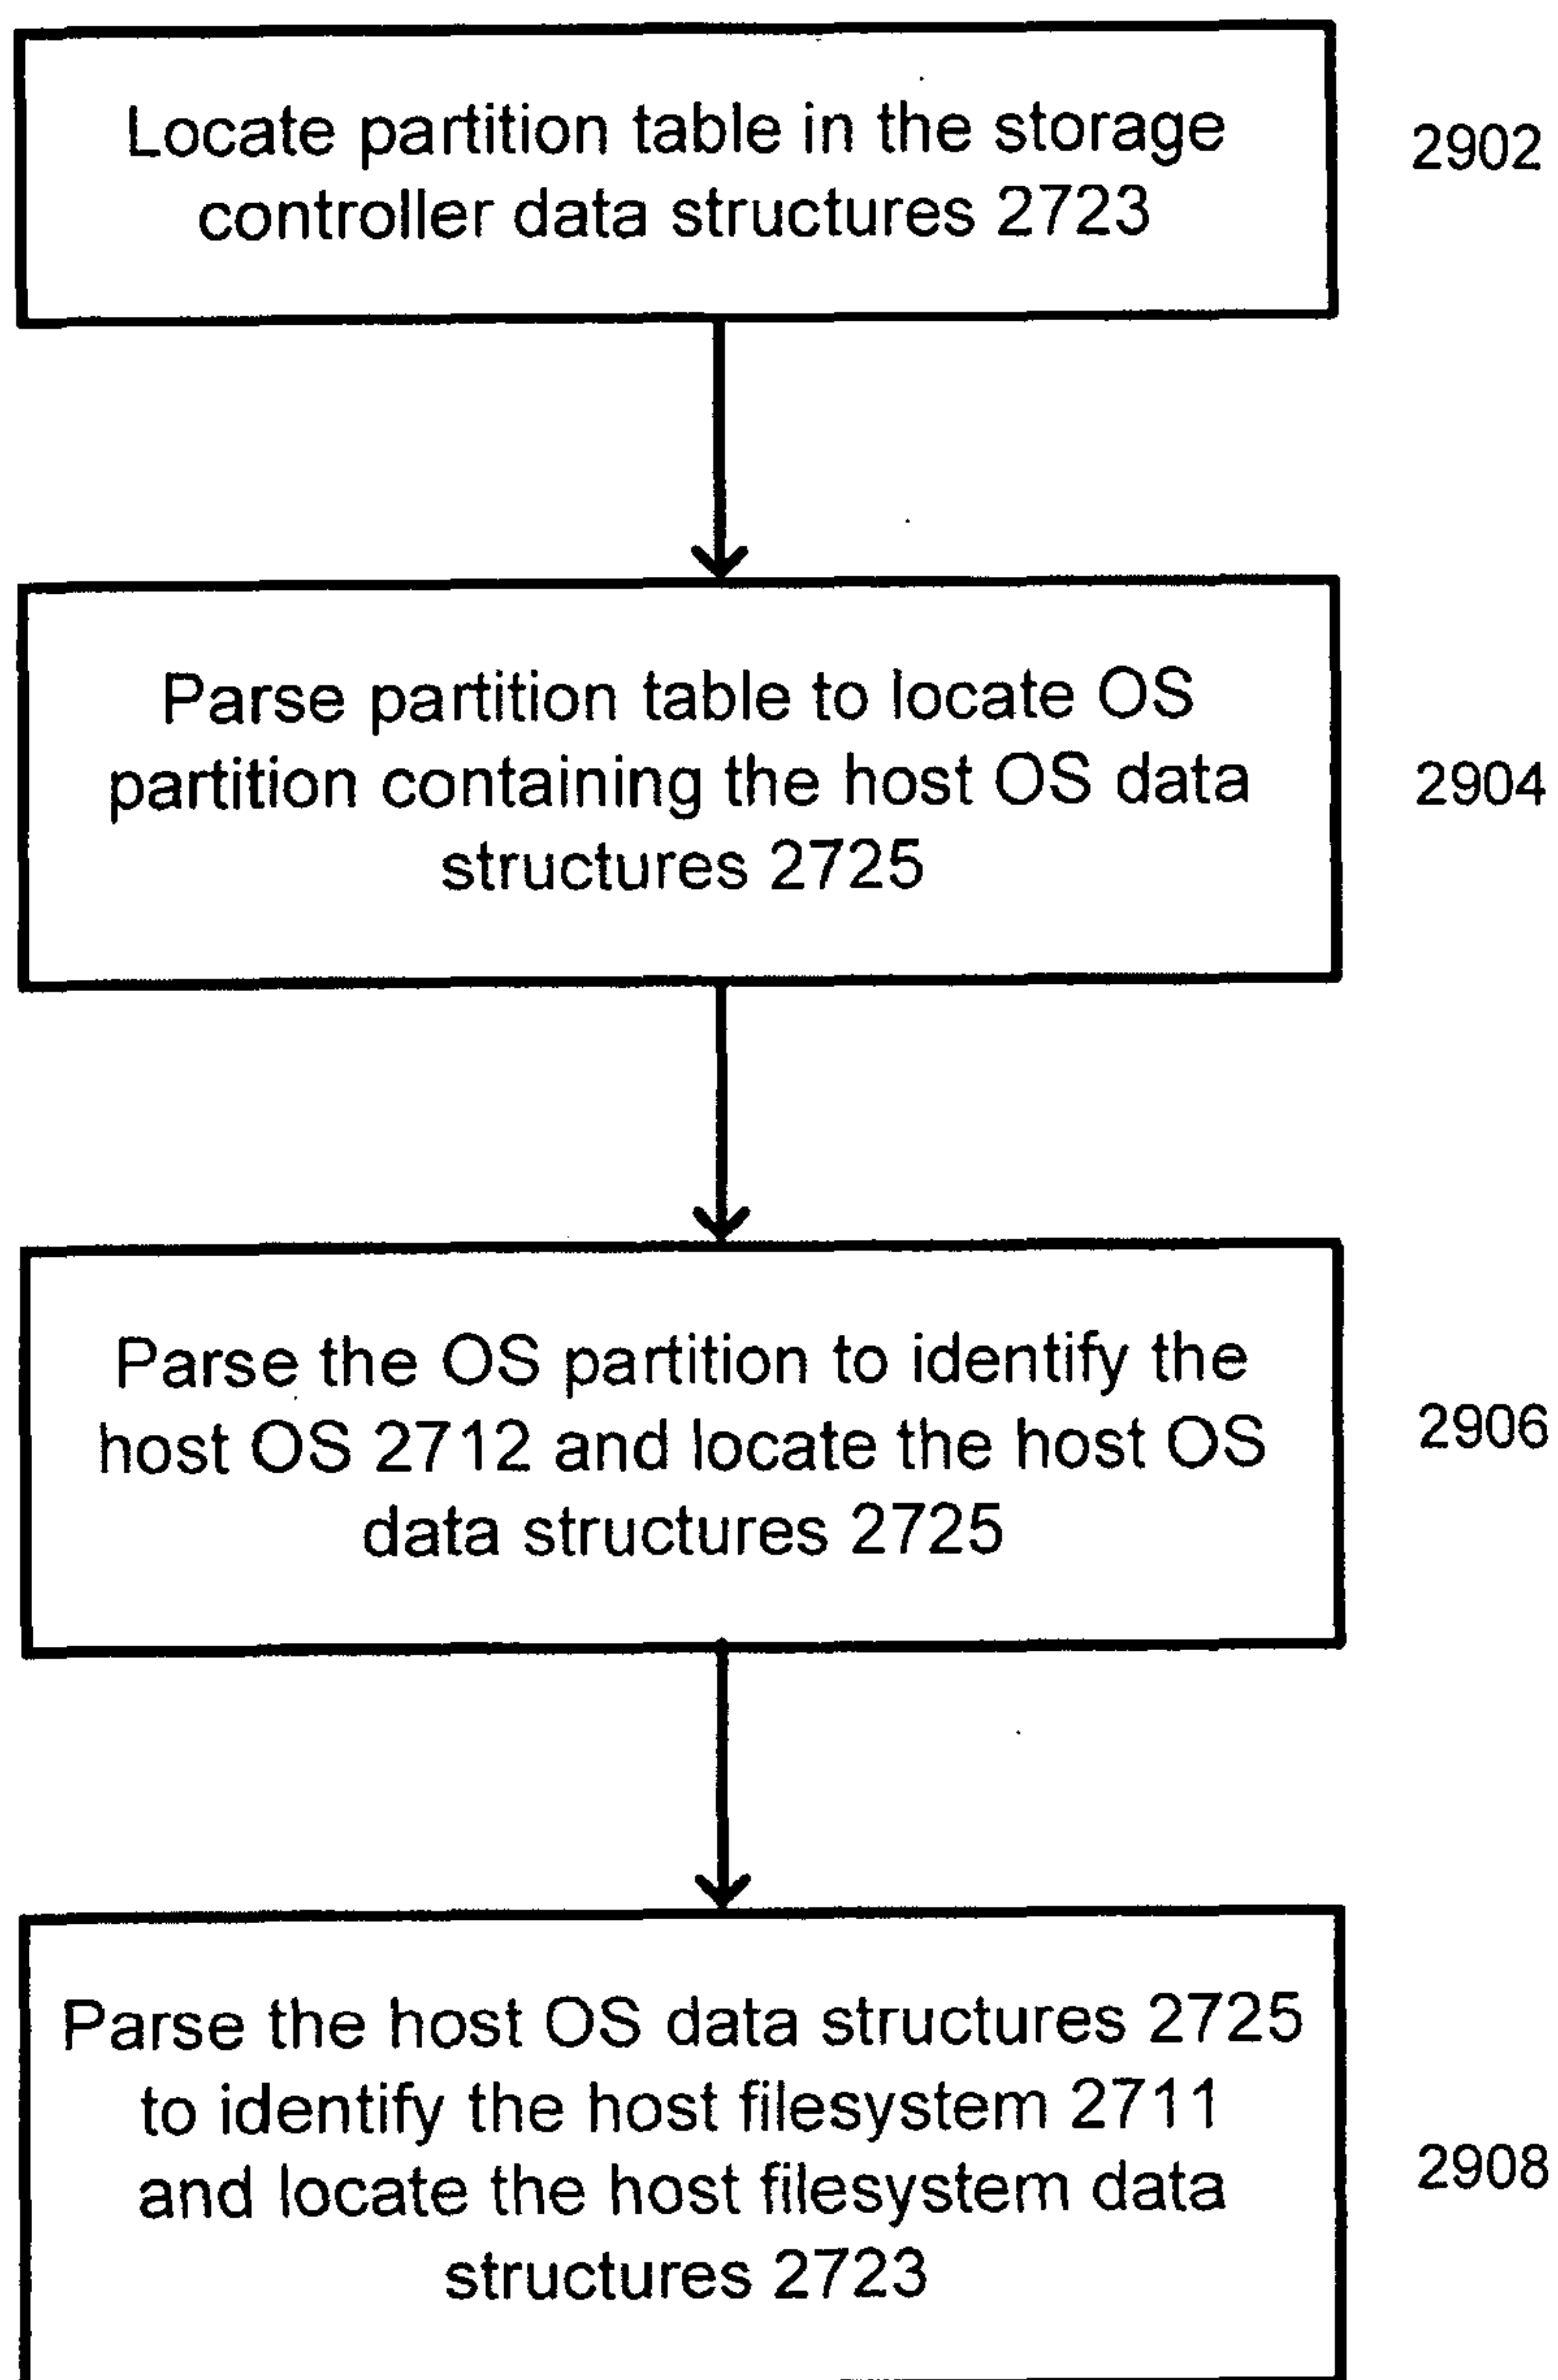 Locate partition table in the storage
controller data structures 2723
2902
Parse partition table to locate OS
partition containing the host OS data
structures 2725
2904
Parse the OS partition to identify the
host OS 2712 and locate the host OS
data structures 2725
2906
Parse the host OS data structures 2725
to identify the host filesystem 2711
and locate the host filesystem data
structures 2723
2908